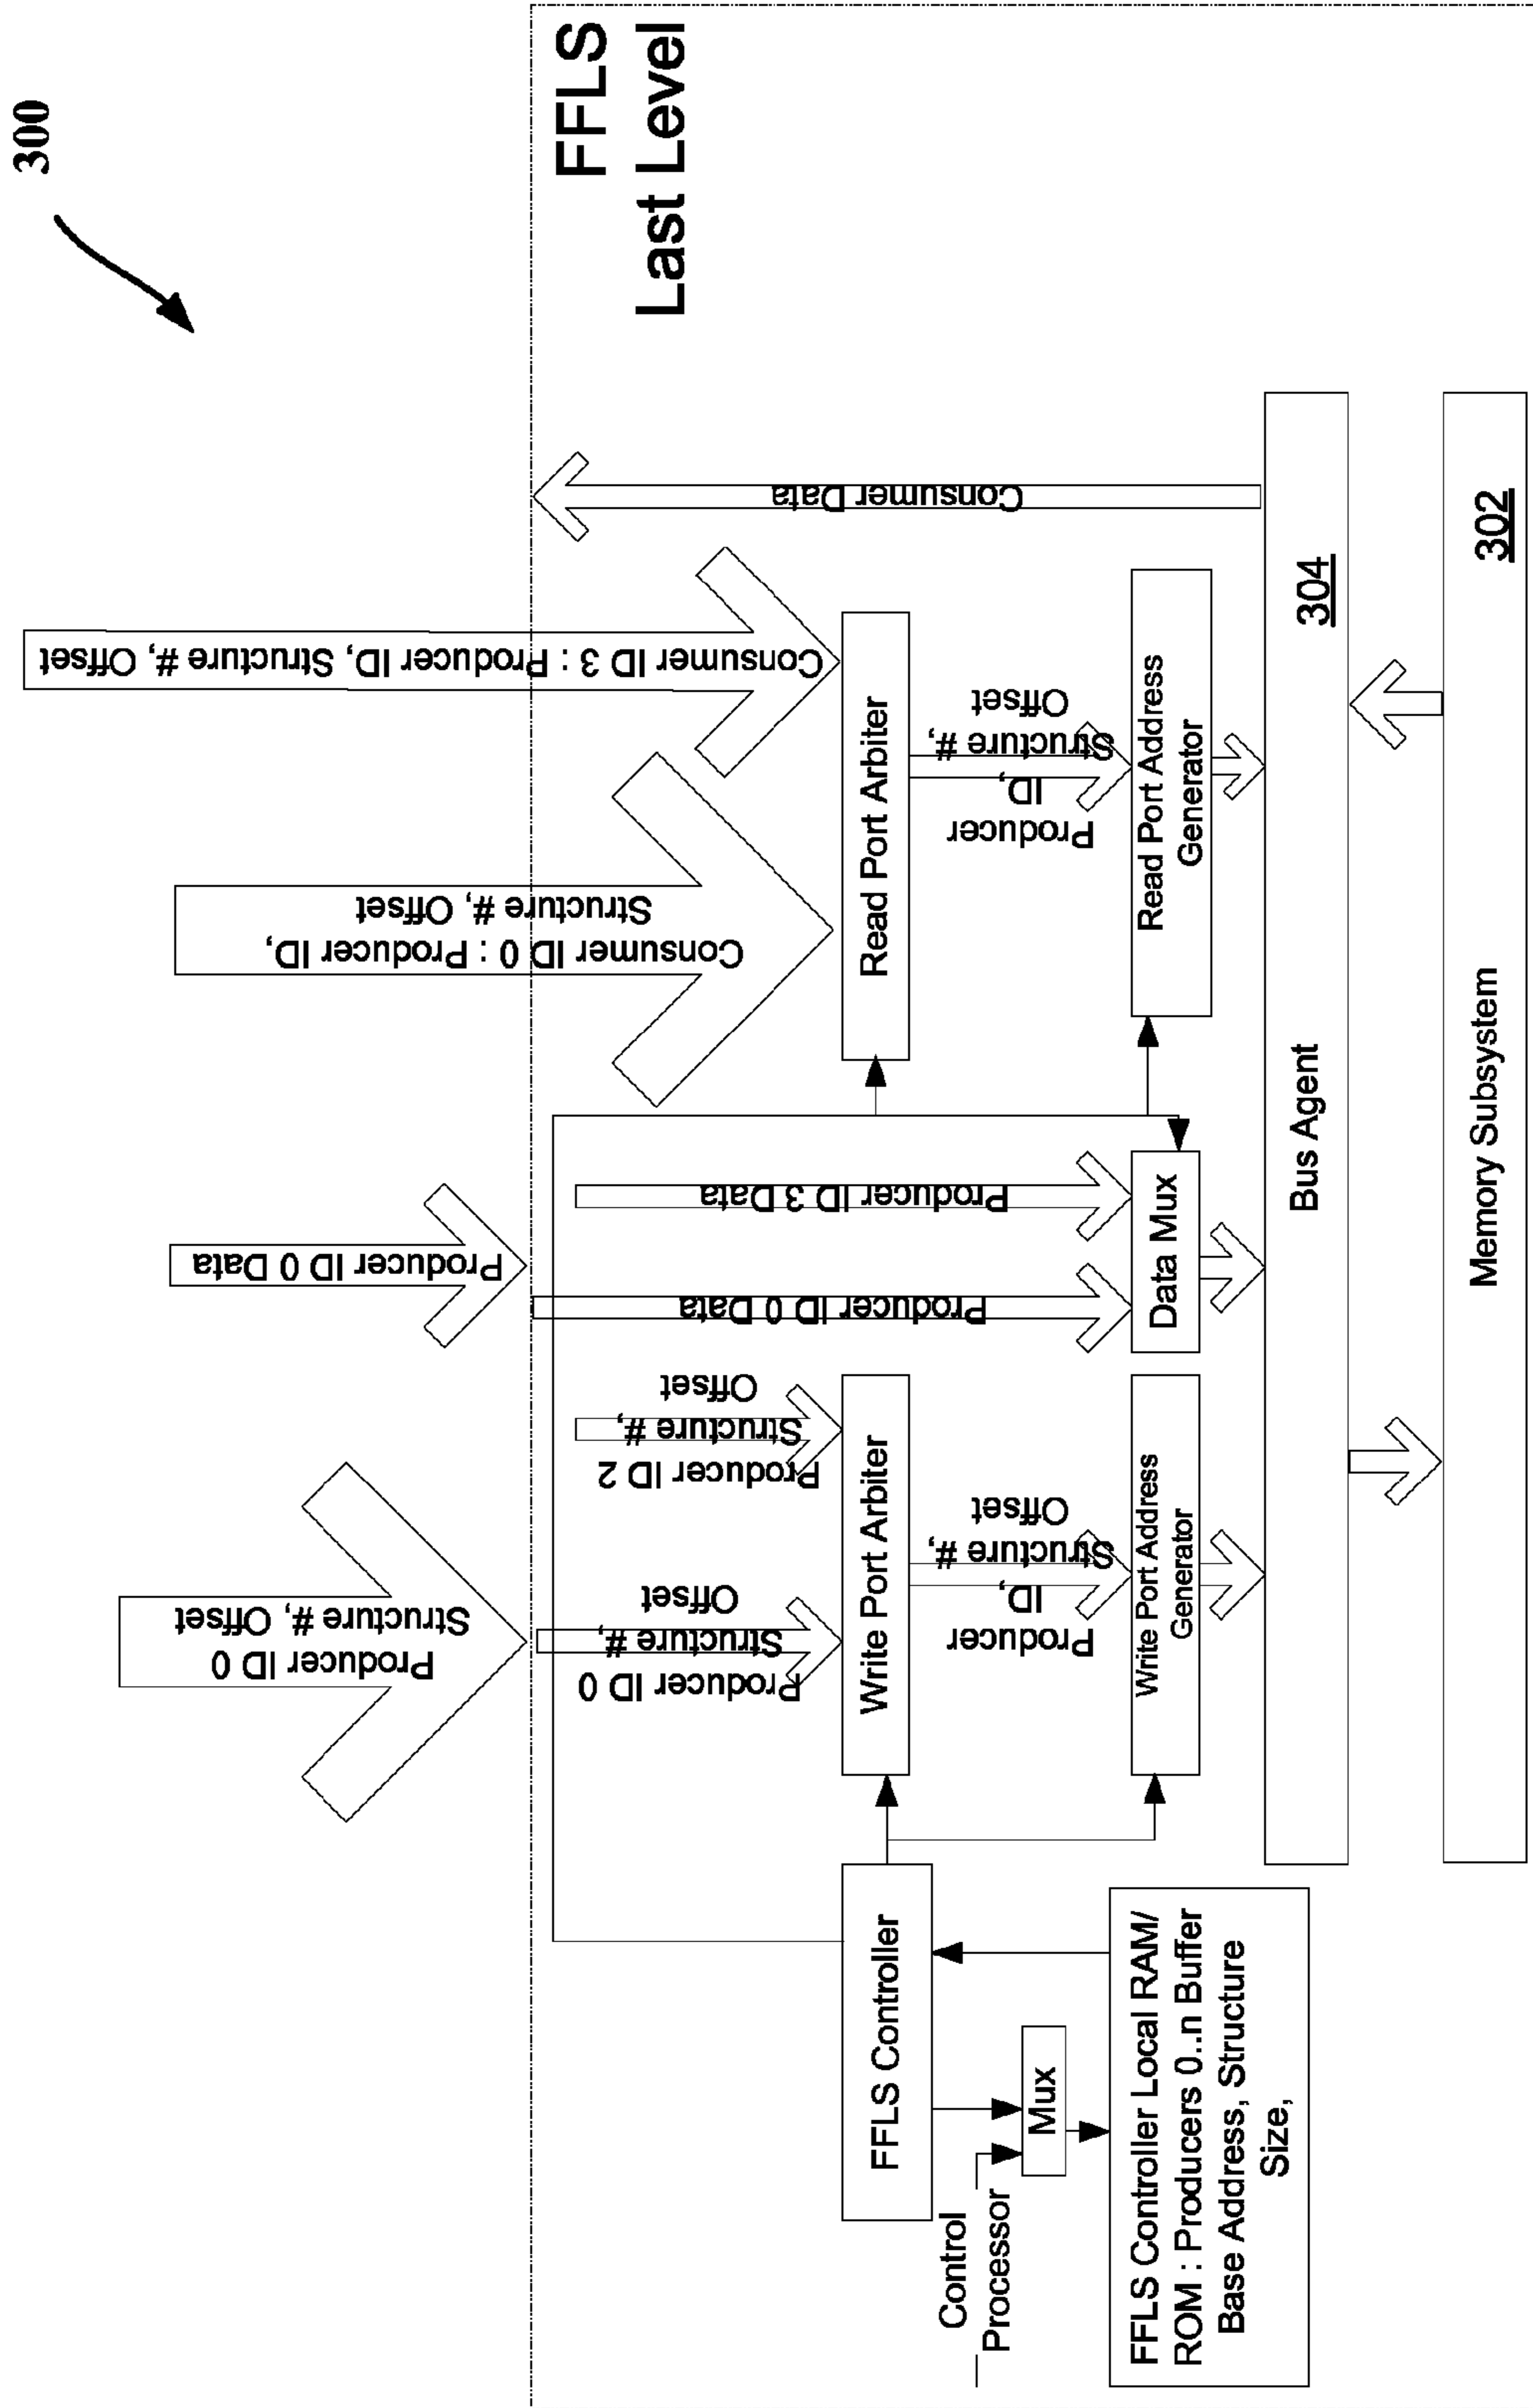 300
FFLS
Last Level
Producer ID 0
Structure #, Offset
Producer ID 0 Data
Consumer ID 0 : Producer ID,
Structure #, Offset
Consumer ID 3 : Producer ID, Structure #, Offset
Producer ID 0
Structure #,
Offset
Producer ID 2
Structure #,
Offset
Producer ID 0 Data
Producer ID 3 Data
Consumer Data
FFLS Controller
Write Port Arbiter
Read Port Arbiter
Control
Processor
Mux
Producer
ID,
Structure #,
Offset
Producer
ID,
Structure #,
Offset
FFLS Controller Local RAM/
ROM : Producers 0..n Buffer
Base Address, Structure
Size,
Write Port Address
Generator
Data Mux
Read Port Address
Generator
Bus Agent
304
Memory Subsystem
302